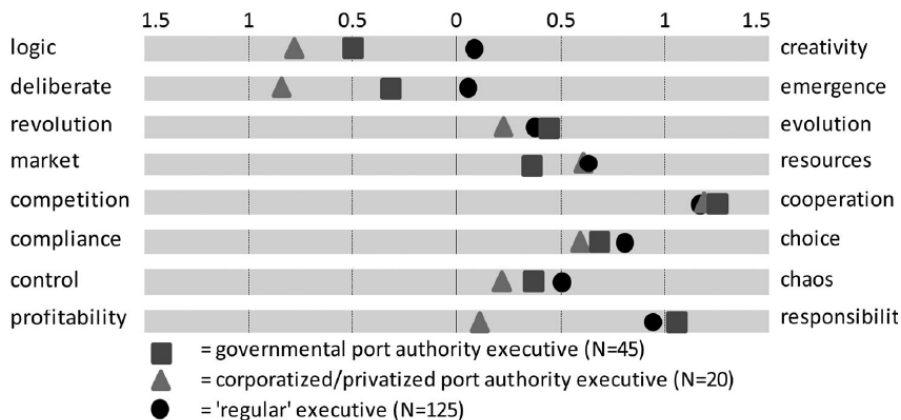 1.5 1 0.5 0 0.5 1 1.5
logic creativity
deliberate emergence
revolution evolution
market resources
competition cooperation
compliance choice
control chaos
profitability responsibilit
= governmental port authority executive (N=45)
= corporatized/privatized port authority executive (N=20)
= 'regular' executive (N=125)